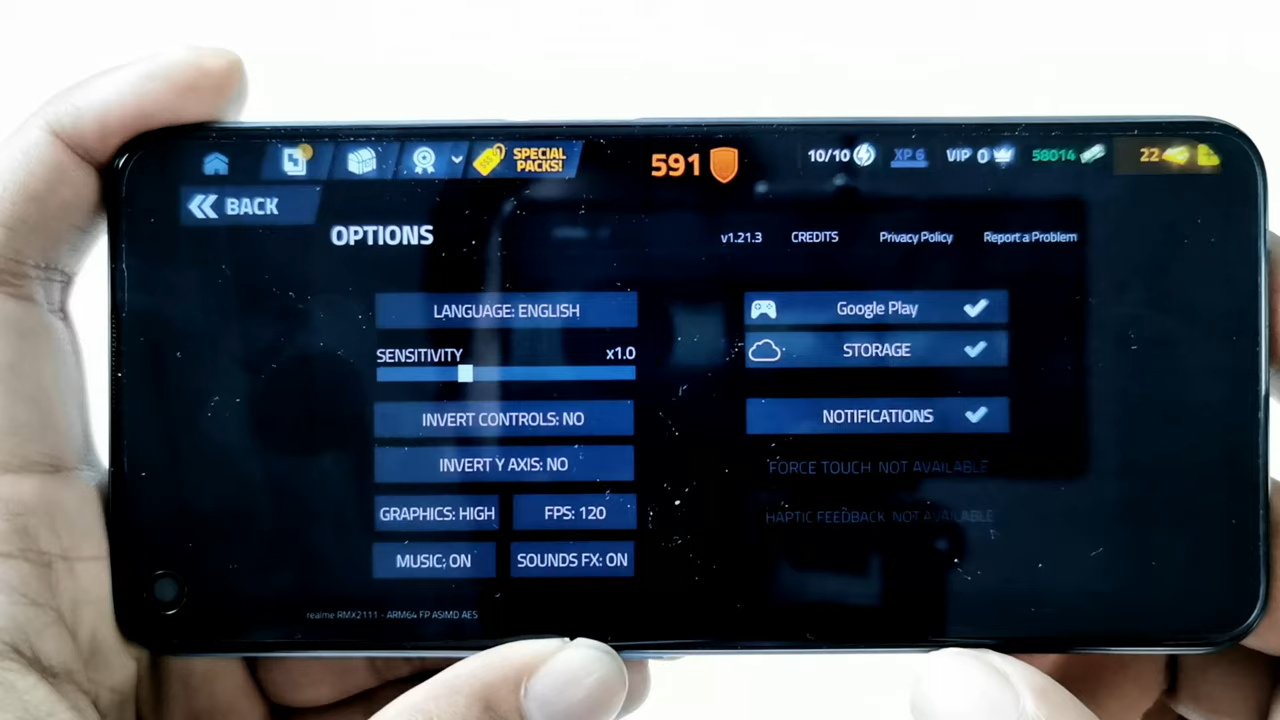 SPECIAL
PACKS!
591
10/10
XP 6
VIP 0
58014
22
BACK
OPTIONS
v1.21.3
CREDITS
Privacy Policy
Report a Problem
LANGUAGE: ENGLISH
SENSITIVITY
x1.0
INVERT CONTROLS: NO
INVERT Y AXIS: NO
GRAPHICS: HIGH
FPS: 120
MUSIC: ON
SOUNDS FX: ON
Google Play
STORAGE
NOTIFICATIONS
FORCE TOUCH NOT AVAILABLE
HAPTIC FEEDBACK NOT AVAILABLE
realme RMX2111 - ARM64 FP ASIMD AES